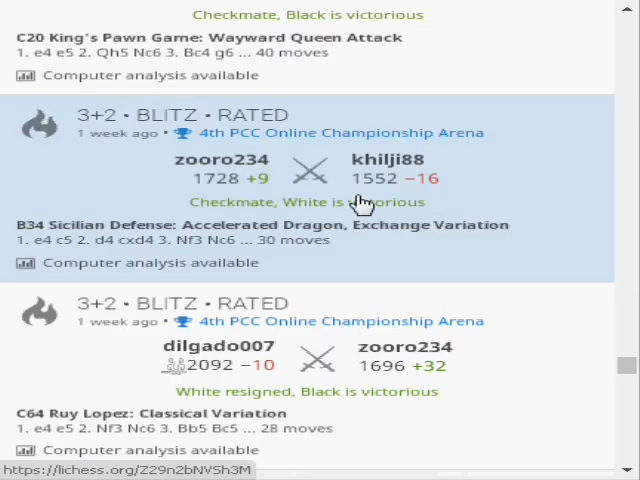 Checkmate, Black is victorious
C20 King's Pawn Game: Wayward Queen Attack
1. e4 e5 2. Qh5 Nc6 3. Bc4 g6 ... 40 moves
Computer analysis available
3+2 • BLITZ • RATED
1 week ago • 4th PCC Online Championship Arena
zooro234 khilji88
1728 +9 1552 −16
Checkmate, White is victorious
B34 Sicilian Defense: Accelerated Dragon, Exchange Variation
1. e4 c5 2. d4 cxd4 3. Nf3 Nc6 ... 30 moves
Computer analysis available
3+2 • BLITZ • RATED
1 week ago • 4th PCC Online Championship Arena
dilgado007 zooro234
2092 −10 1696 +32
White resigned, Black is victorious
C64 Ruy Lopez: Classical Variation
1. e4 e5 2. Nf3 Nc6 3. Bb5 Bc5 ... 28 moves
Computer analysis available
https://lichess.org/Z29n2bNVSh3M